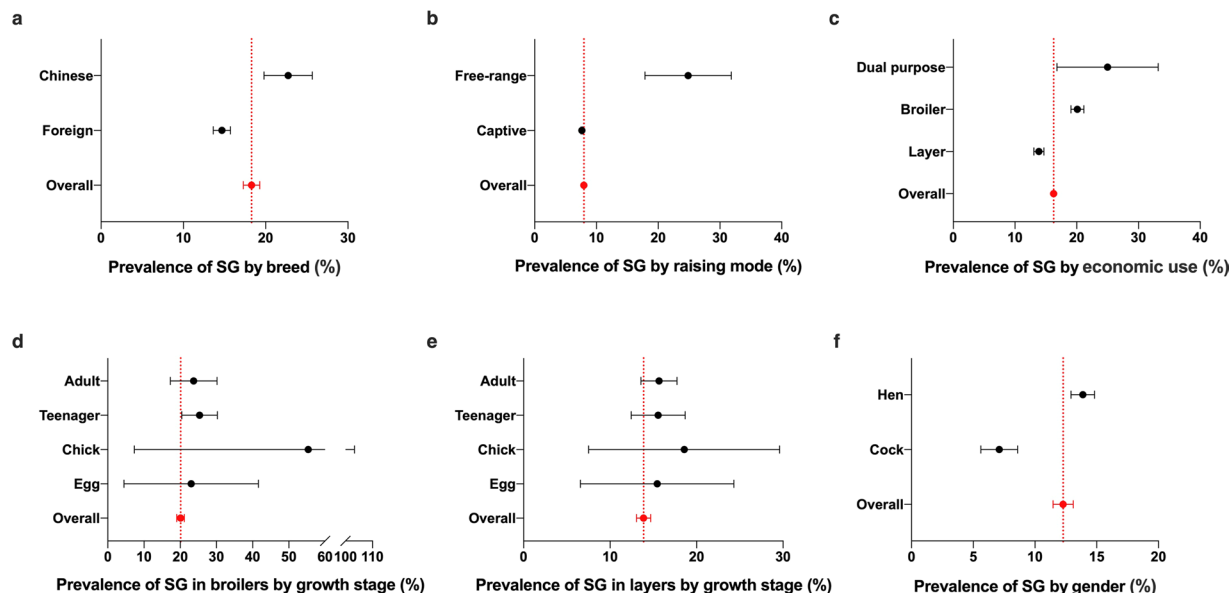 a
Chinese
Foreign
Overall
0 10 20 30
Prevalence of SG by breed (%)
b
Free-range
Captive
Overall
0 10 20 30 40
Prevalence of SG by raising mode (%)
c
Dual purpose
Broiler
Layer
Overall
0 10 20 30 40
Prevalence of SG by economic use (%)
d
Adult
Teenager
Chick
Egg
Overall
0 10 20 30 40 50 60 100 110
Prevalence of SG in broilers by growth stage (%)
e
Adult
Teenager
Chick
Egg
Overall
0 10 20 30
Prevalence of SG in layers by growth stage (%)
f
Hen
Cock
Overall
0 5 10 15 20
Prevalence of SG by gender (%)